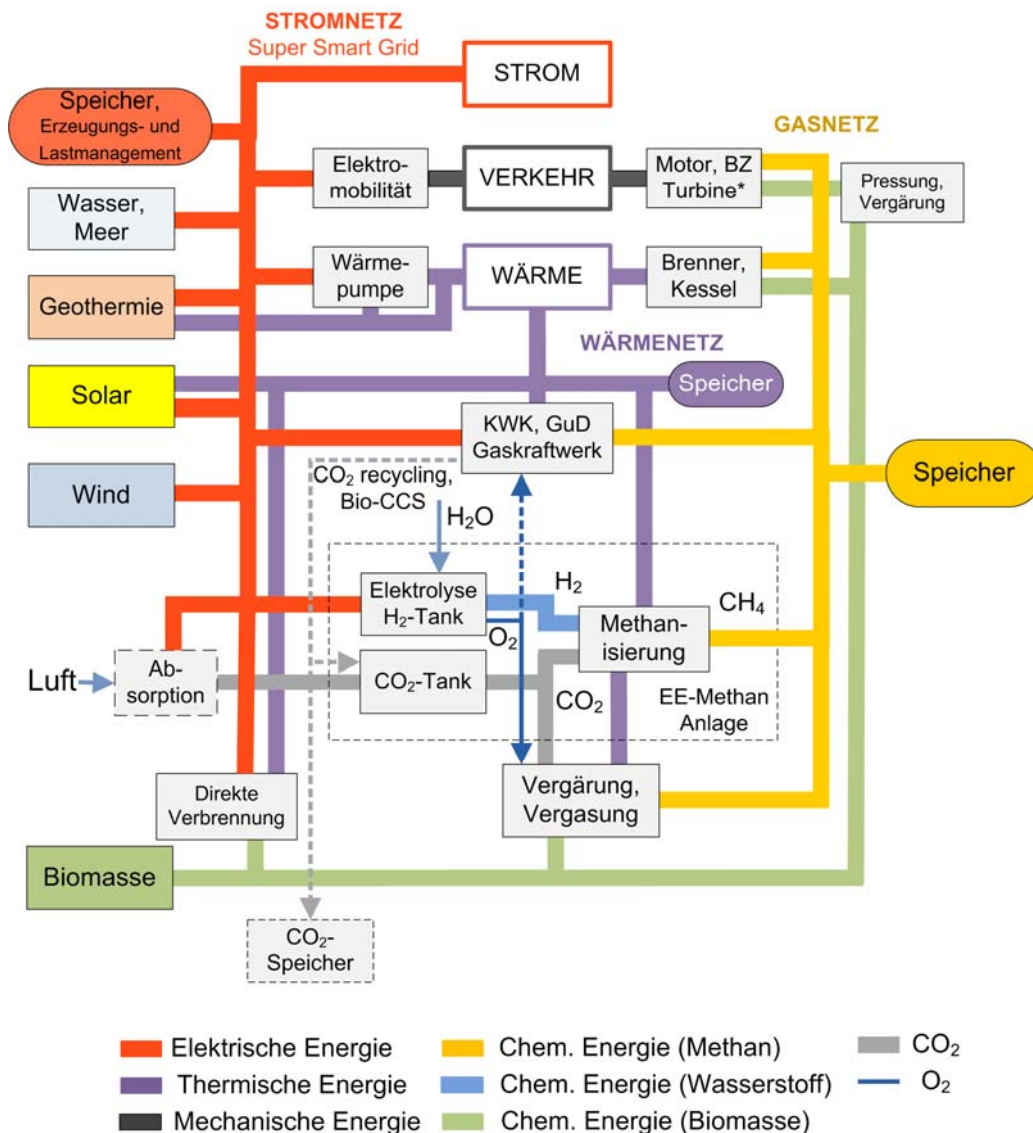 STROMNETZ
Super Smart Grid
STROM
Speicher,
Erzeugungs- und
Lastmanagement
GASNETZ
Elektro-
mobilität
VERKEHR
Motor, BZ
Turbine*
Pressung,
Vergärung
Wasser,
Meer
Wärme-
pumpe
WÄRME
Brenner,
Kessel
Geothermie
WÄRMENETZ
Solar
Speicher
KWK, GuD
Gaskraftwerk
Wind
CO₂ recycling,
Bio-CCS
Speicher
H₂O
Elektrolyse
H₂-Tank
H₂
O₂
Methan-
isierung
CH₄
Luft
Ab-
sorption
CO₂-Tank
CO₂
EE-Methan
Anlage
Direkte
Verbrennung
Vergärung,
Vergasung
Biomasse
CO₂-
Speicher
Elektrische Energie
Chem. Energie (Methan)
CO₂
Thermische Energie
Chem. Energie (Wasserstoff)
O₂
Mechanische Energie
Chem. Energie (Biomasse)